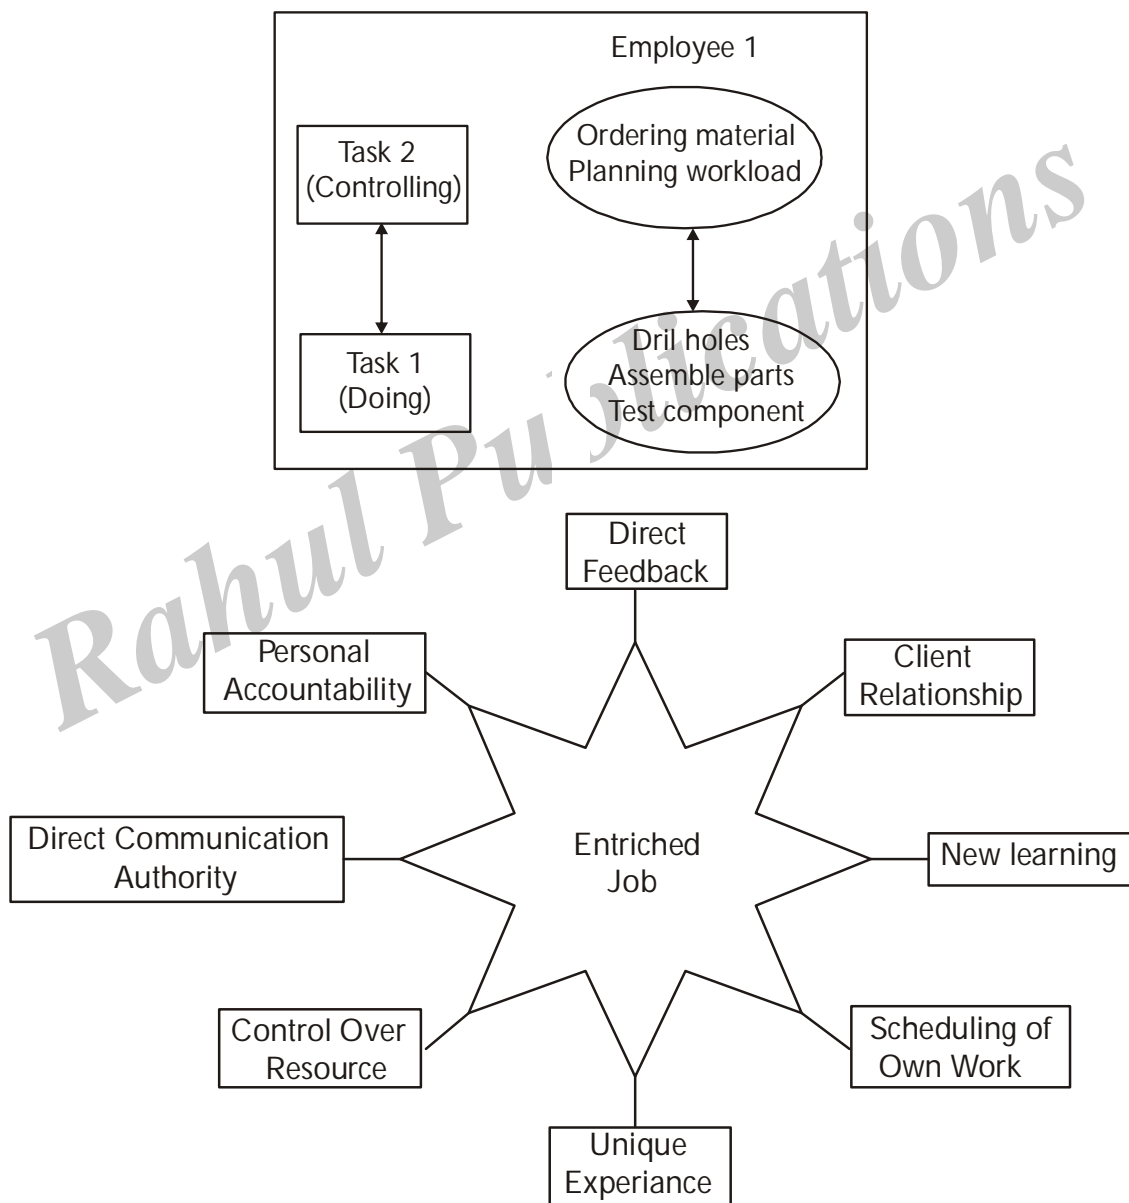 Employee 1
Task 2
(Controlling)
Ordering material
Planning workload
Task 1
(Doing)
Dril holes
Assemble parts
Test component
Rahul Publications
Direct
Feedback
Personal
Accountability
Client
Relationship
Direct Communication
Authority
Entriched
Job
New learning
Control Over
Resource
Scheduling of
Own Work
Unique
Experiance